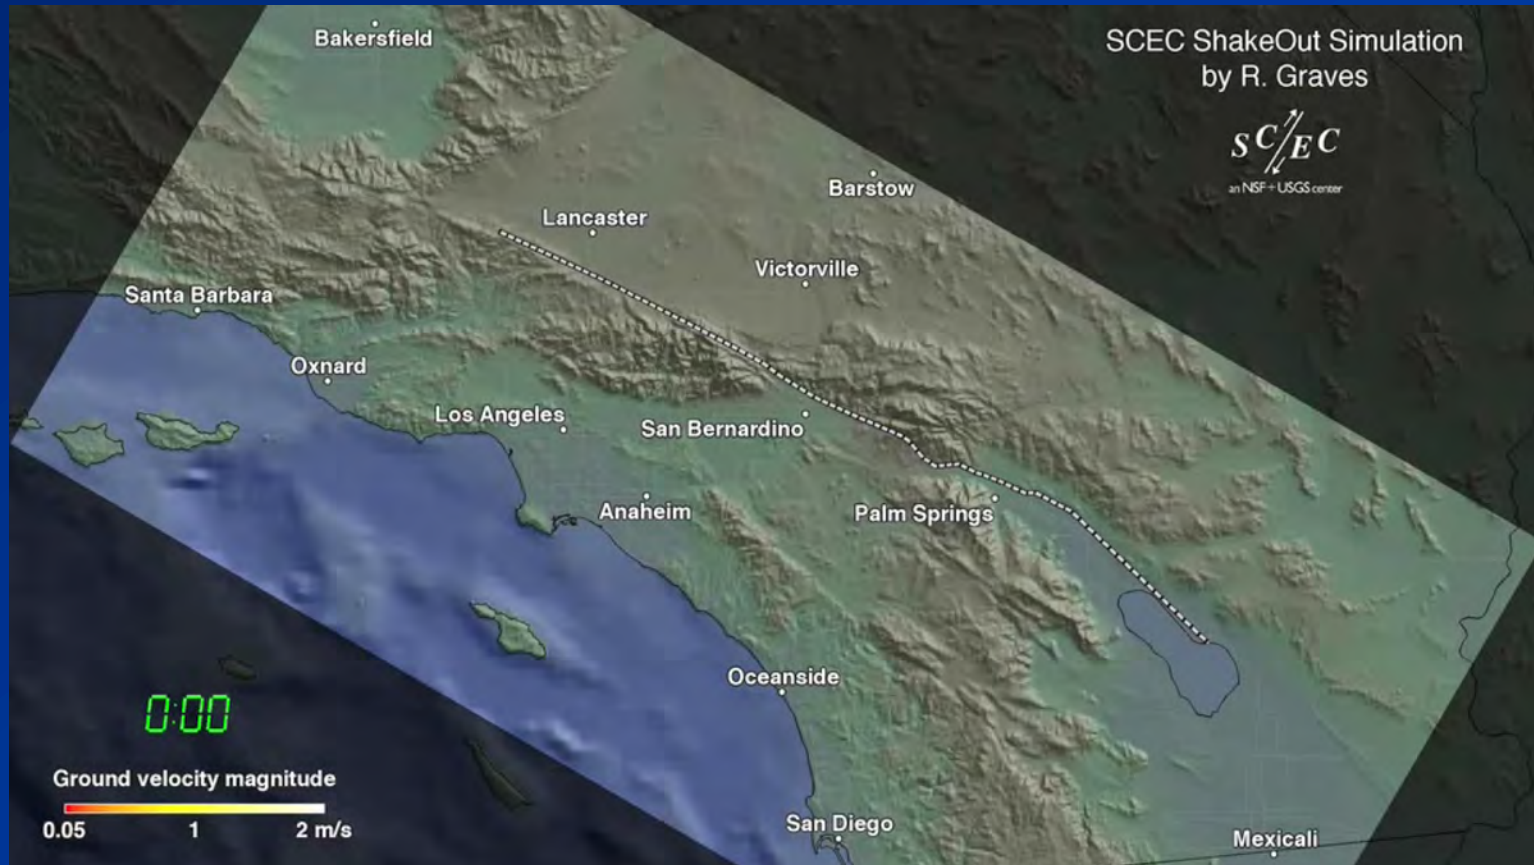 SCEC ShakeOut Simulation
by R. Graves
S C E C
an NSF+USGS center
Bakersfield
Barstow
Lancaster
Victorville
Santa Barbara
Oxnard
Los Angeles
San Bernardino
Anaheim
Palm Springs
Oceanside
San Diego
Mexicali
0:00
Ground velocity magnitude
0.05 1 2 m/s